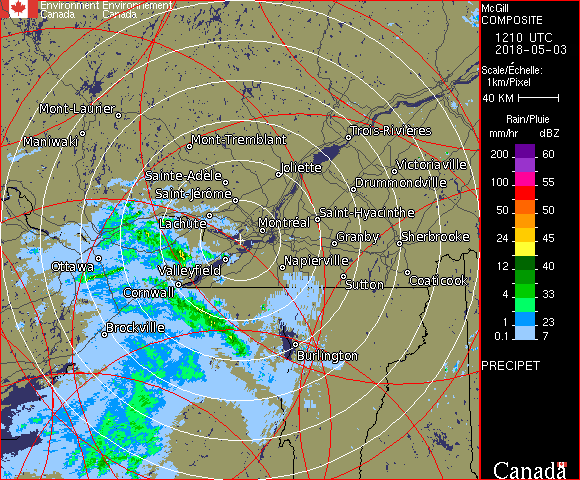 Environment Environnement
Canada Canada
McGill
COMPOSITE
1210 UTC
2018-05-03
Scale/Échelle:
1km/Pixel
40 KM
Rain/Pluie
mm/hr dBZ
200 60
100 55
50 50
24 45
12 40
4 33
1 23
0.1 7
PRECIPET
Canada
Mont-Laurier
Maniwaki
Mont-Tremblant
Trois-Rivières
Sainte-Adèle
Joliette
Victoriaville
Saint-Jérôme
Drummondville
Lachute
Montréal
Saint-Hyacinthe
Granby
Sherbrooke
Ottawa
Valleyfield
Napierville
Cornwall
Sutton
Coaticook
Brockville
Burlington